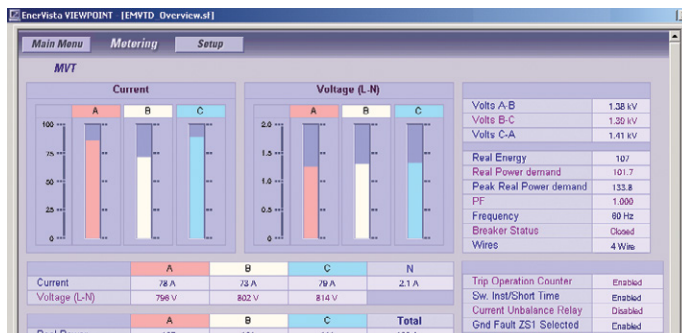 EnerVista VIEWPOINT - [EMVTD Overview.sf]
Main Menu Metering Setup
MVT
Current
A B C
100
75
50
25
0
Voltage (L-N)
A B C
2.0
1.5
1.0
0.5
0
Volts A-B 1.38 kV
Volts B-C 1.39 kV
Volts C-A 1.41 kV
Real Energy 107
Real Power demand 101.7
Peak Real Power demand 133.8
PF 1.000
Frequency 60 Hz
Breaker Status Closed
Wires 4 Wire
A B C N
Current 78 A 73 A 79 A 2.1 A
Voltage (L-N) 796 V 802 V 814 V
A B C Total
Trip Operation Counter Enabled
Sw. Inst/Short Time Enabled
Current Unbalance Relay Disabled
Gnd Fault ZS1 Selected Enabled